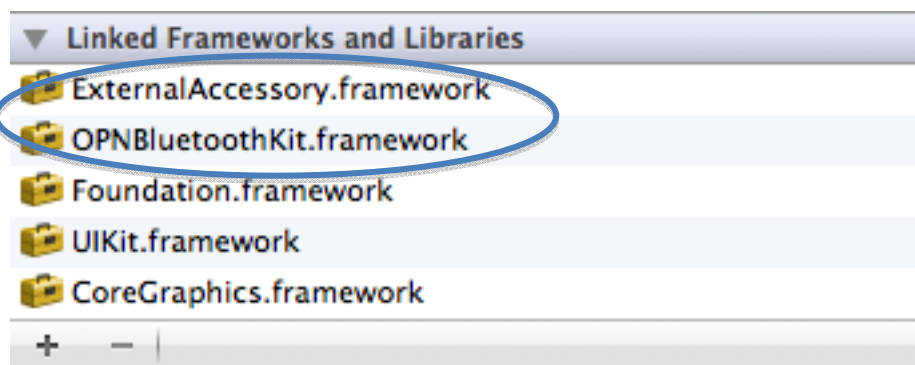 Linked Frameworks and Libraries
ExternalAccessory.framework
OPNBluetoothKit.framework
Foundation.framework
UIKit.framework
CoreGraphics.framework